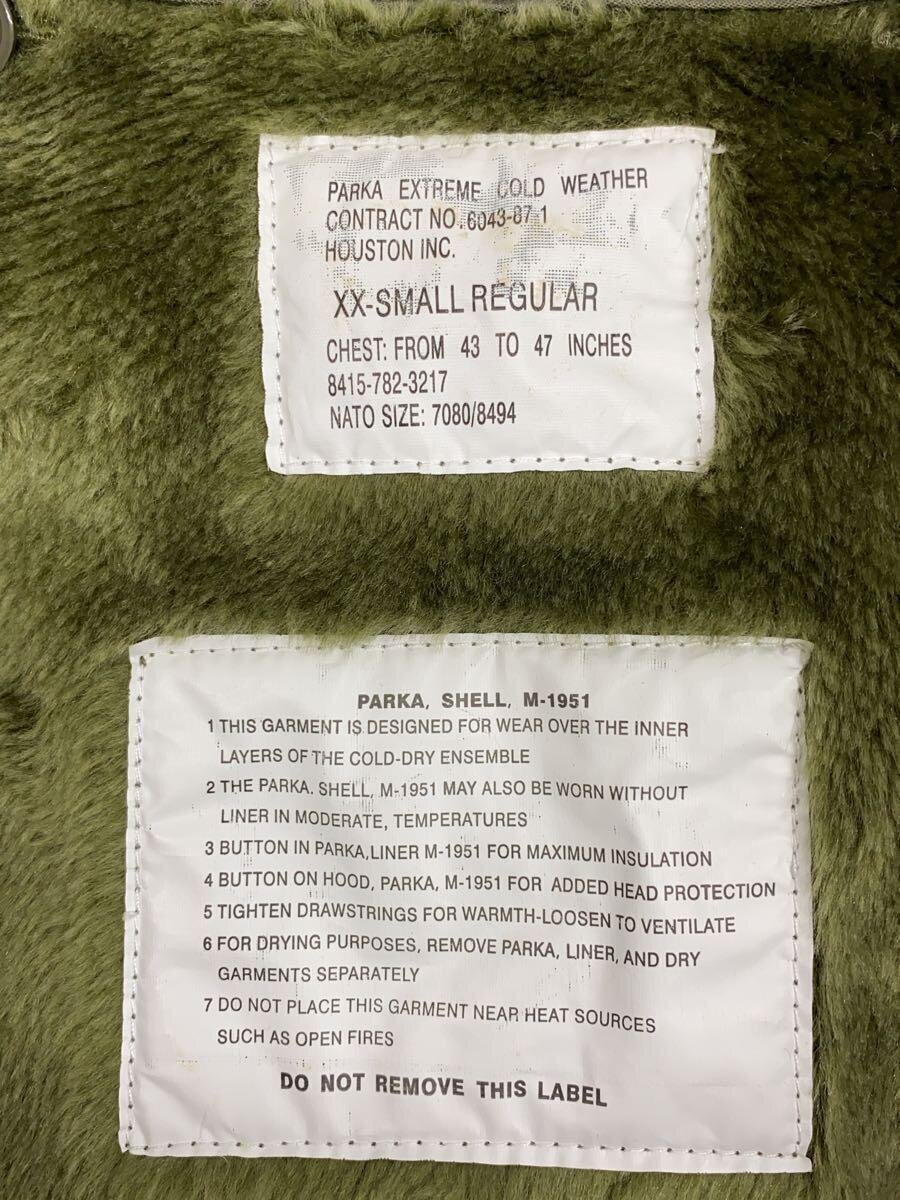 PARKA EXTREME COLD WEATHER
CONTRACT NO. 6043-87 1
HOUSTON INC.
XX-SMALL REGULAR
CHEST: FROM 43 TO 47 INCHES
8415-782-3217
NATO SIZE: 7080/8494
PARKA, SHELL, M-1951
1 THIS GARMENT IS DESIGNED FOR WEAR OVER THE INNER
LAYERS OF THE COLD-DRY ENSEMBLE
2 THE PARKA. SHELL, M-1951 MAY ALSO BE WORN WITHOUT
LINER IN MODERATE, TEMPERATURES
3 BUTTON IN PARKA,LINER M-1951 FOR MAXIMUM INSULATION
4 BUTTON ON HOOD, PARKA, M-1951 FOR ADDED HEAD PROTECTION
5 TIGHTEN DRAWSTRINGS FOR WARMTH-LOOSEN TO VENTILATE
6 FOR DRYING PURPOSES, REMOVE PARKA, LINER, AND DRY
GARMENTS SEPARATELY
7 DO NOT PLACE THIS GARMENT NEAR HEAT SOURCES
SUCH AS OPEN FIRES
DO NOT REMOVE THIS LABEL